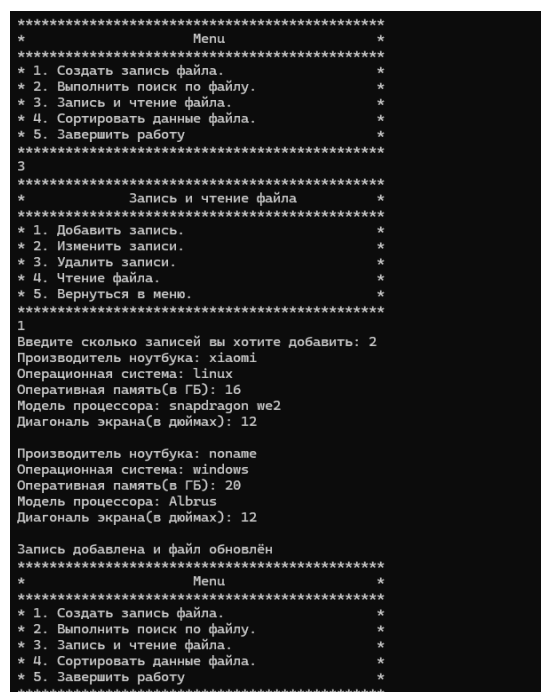 **********************************************
*                     Menu                   *
**********************************************
* 1. Создать запись файла.                   *
* 2. Выполнить поиск по файлу.               *
* 3. Запись и чтение файла.                  *
* 4. Сортировать данные файла.               *
* 5. Завершить работу                        *
**********************************************
3
**********************************************
*             Запись и чтение файла          *
**********************************************
* 1. Добавить запись.                        *
* 2. Изменить записи.                        *
* 3. Удалить записи.                         *
* 4. Чтение файла.                           *
* 5. Вернуться в меню.                       *
**********************************************
1
Введите сколько записей вы хотите добавить: 2
Производитель ноутбука: xiaomi
Операционная система: linux
Оперативная память(в ГБ): 16
Модель процессора: snapdragon we2
Диагональ экрана(в дюймах): 12

Производитель ноутбука: noname
Операционная система: windows
Оперативная память(в ГБ): 20
Модель процессора: Albrus
Диагональ экрана(в дюймах): 12

Запись добавлена и файл обновлён
**********************************************
*                     Menu                   *
**********************************************
* 1. Создать запись файла.                   *
* 2. Выполнить поиск по файлу.               *
* 3. Запись и чтение файла.                  *
* 4. Сортировать данные файла.               *
* 5. Завершить работу                        *
**********************************************